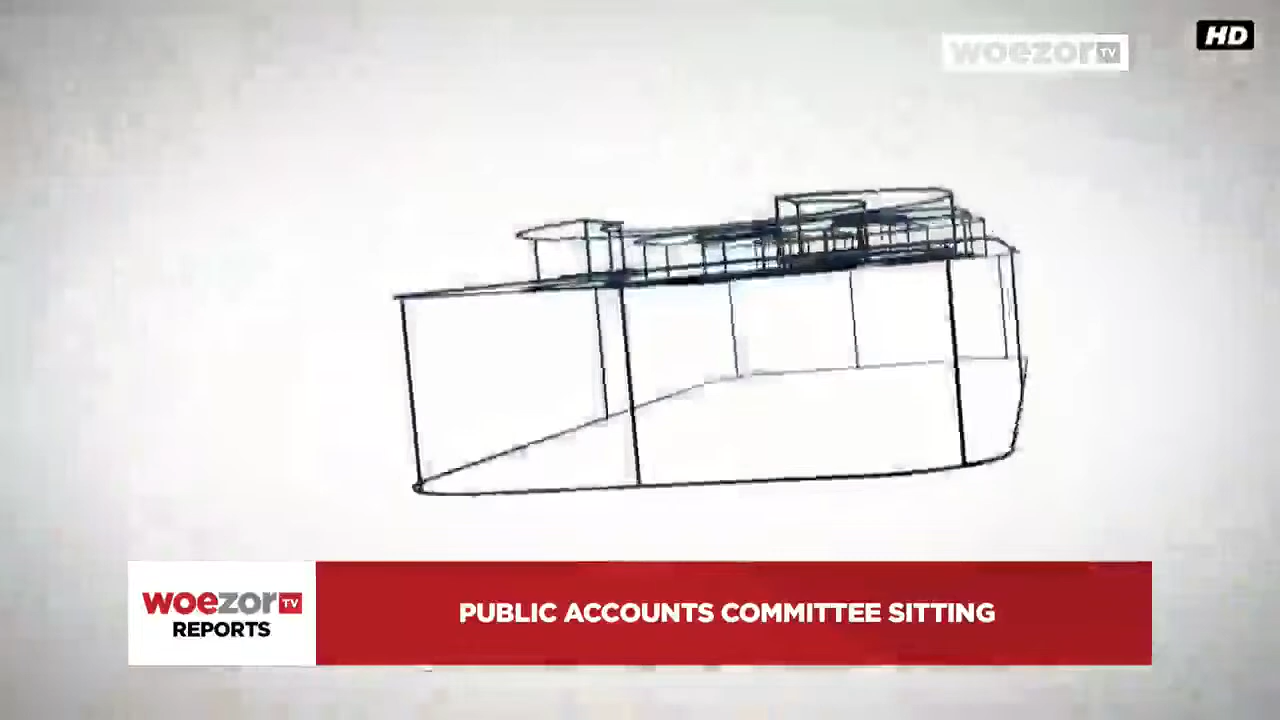 HD
woezor TV
woezor TV
REPORTS
PUBLIC ACCOUNTS COMMITTEE SITTING